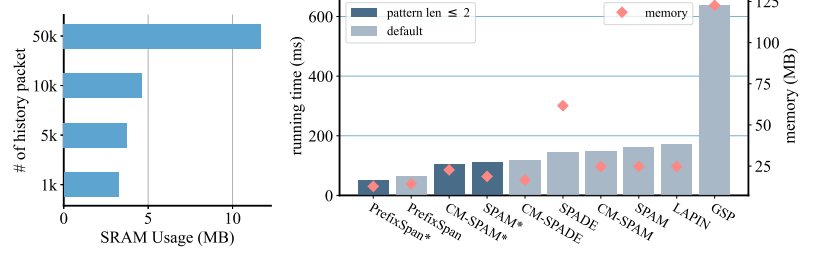 # of history packet
50k
10k
5k
1k
0
5
10
SRAM Usage (MB)
running time (ms)
600
400
200
0
pattern len ≤ 2
default
memory
125
100
75
50
25
memory (MB)
PrefixSpan*
PrefixSpan
CM-SPAM*
SPAM*
CM-SPADE
SPADE
CM-SPAM
SPAM
LAPIN
GSP